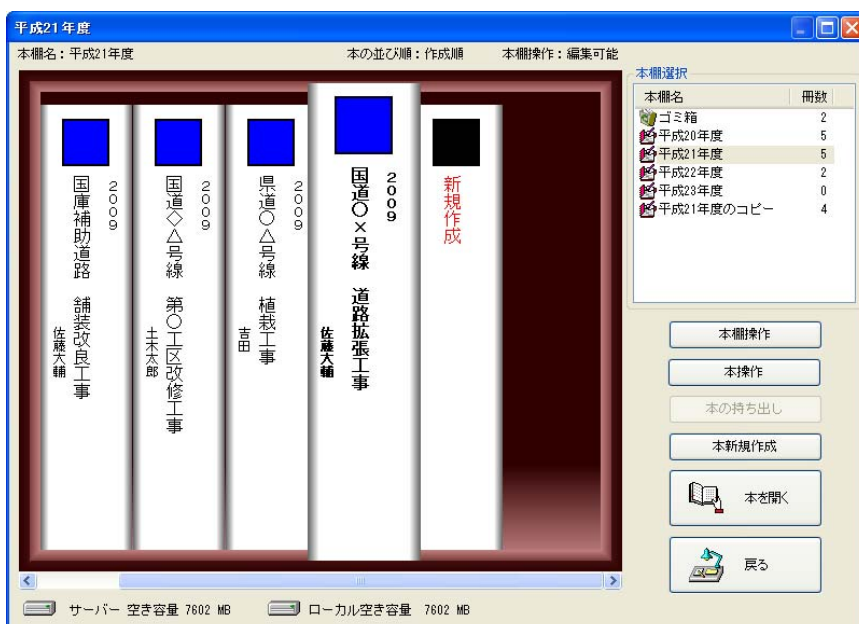 平成21年度
本棚名：平成21年度 本の並び順：作成順 本棚操作：編集可能
2009
国庫補助道路 舗装改良工事
佐藤大輔
2009
国道◇△号線 第〇工区改修工事
土木太郎
2009
県道〇△号線 植栽工事
吉田
2009
国道〇×号線 道路拡張工事
佐藤大輔
新規作成
本棚選択
本棚名 冊数
ゴミ箱 2
平成20年度 5
平成21年度 5
平成22年度 2
平成23年度 0
平成21年度のコピー 4
本棚操作
本操作
本の持ち出し
本新規作成
本を開く
戻る
サーバー 空き容量 7602 MB ローカル空き容量 7602 MB